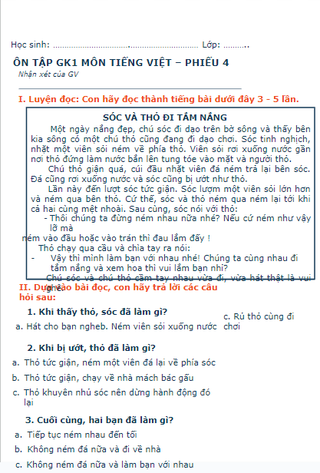 Học sinh: ……………………………………………… Lớp: ………..
ÔN TẬP GK1 MÔN TIẾNG VIỆT – PHIẾU 4
Nhận xét của GV
I. Luyện đọc: Con hãy đọc thành tiếng bài dưới đây 3 - 5 lần.
SÓC VÀ THỎ ĐI TẮM NẮNG
Một ngày nắng đẹp, chú sóc đi dạo trên bờ sông và thấy bên
kia sông có một chú thỏ cũng đang đi dạo chơi. Sóc tinh nghịch,
nhặt một viên sỏi ném về phía thỏ. Viên sỏi rơi xuống nước gần
nơi thỏ đứng làm nước bắn lên tung tóe vào mặt và người thỏ.
Chú thỏ giận quá, cúi đầu nhặt viên đá ném trả lại bên sóc.
Đá cũng rơi xuống nước và sóc cũng bị ướt như thỏ.
Lần này đến lượt sóc tức giận. Sóc lượm một viên sỏi lớn hơn
và ném qua bên thỏ. Cứ thế, sóc và thỏ ném qua ném lại tới khi
cả hai cùng mệt nhoài. Sau cùng, sóc nói với thỏ:
- Thôi chúng ta đừng ném nhau nữa nhé? Nếu cứ ném như vậy
lỡ mà
ném vào đầu hoặc vào trán thì đau lắm đấy !
Thỏ chạy qua cầu và chìa tay ra nói:
- Vậy thì mình làm bạn với nhau nhé! Chúng ta cùng nhau đi
tắm nắng và xem hoa thì vui lắm bạn nhỉ?
Chú sóc và chú thỏ cầm tay nhau vừa đi, vừa hát thật là vui
II. Dựa vào bài đọc, con hãy trả lời các câu
hỏi sau:
1. Khi thấy thỏ, sóc đã làm gì?
c. Rủ thỏ cùng đi
a. Hát cho bạn nghe
b. Ném viên sỏi xuống nước
chơi
2. Khi bị ướt, thỏ đã làm gì?
a. Thỏ tức giận, ném một viên đá lại về phía sóc
b. Thỏ tức giận, chạy về nhà mách bác gấu
c. Thỏ khuyên nhủ sóc nên dừng hành động đó
lại
3. Cuối cùng, hai bạn đã làm gì?
a. Tiếp tục ném nhau đến tối
b. Không ném đá nữa và đi về nhà
c. Không ném đá nữa và làm bạn với nhau